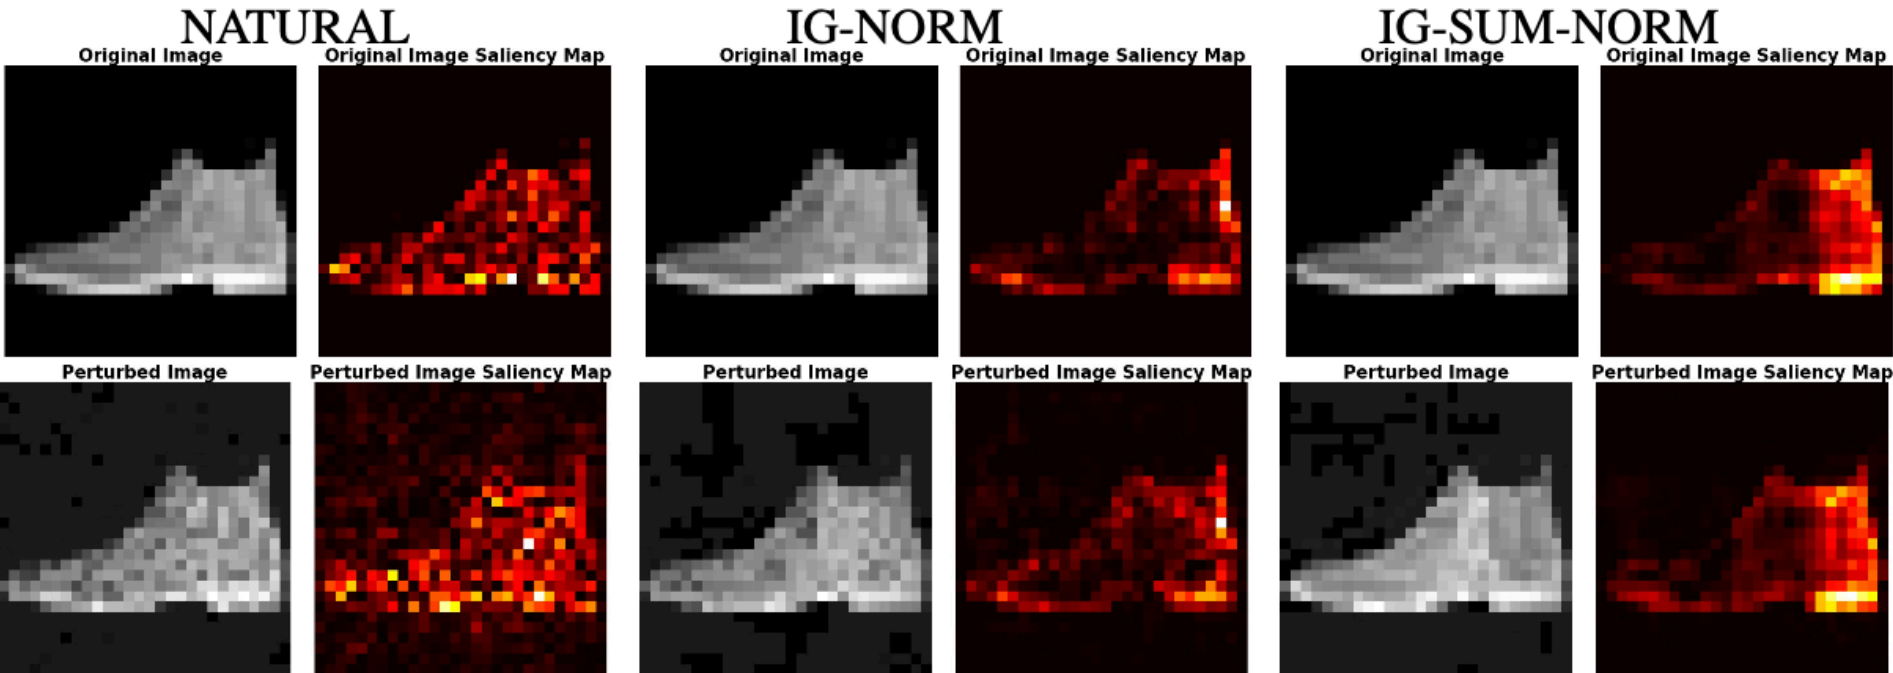 NATURAL IG-NORM IG-SUM-NORM
Original Image Original Image Saliency Map Original Image Original Image Saliency Map Original Image Original Image Saliency Map
Perturbed Image Perturbed Image Saliency Map Perturbed Image Perturbed Image Saliency Map Perturbed Image Perturbed Image Saliency Map